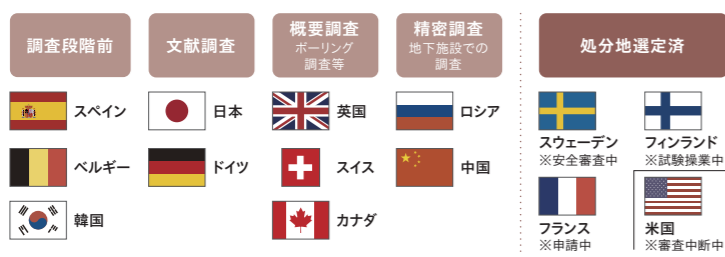 調査段階前
文献調査
概要調査
ボーリング
調査等
精密調査
地下施設での
調査
処分地選定済
スペイン
日本
英国
ロシア
スウェーデン
※安全審査中
フィンランド
※試験操業中
ベルギー
ドイツ
スイス
中国
韓国
カナダ
フランス
※申請中
米国
※審査中断中